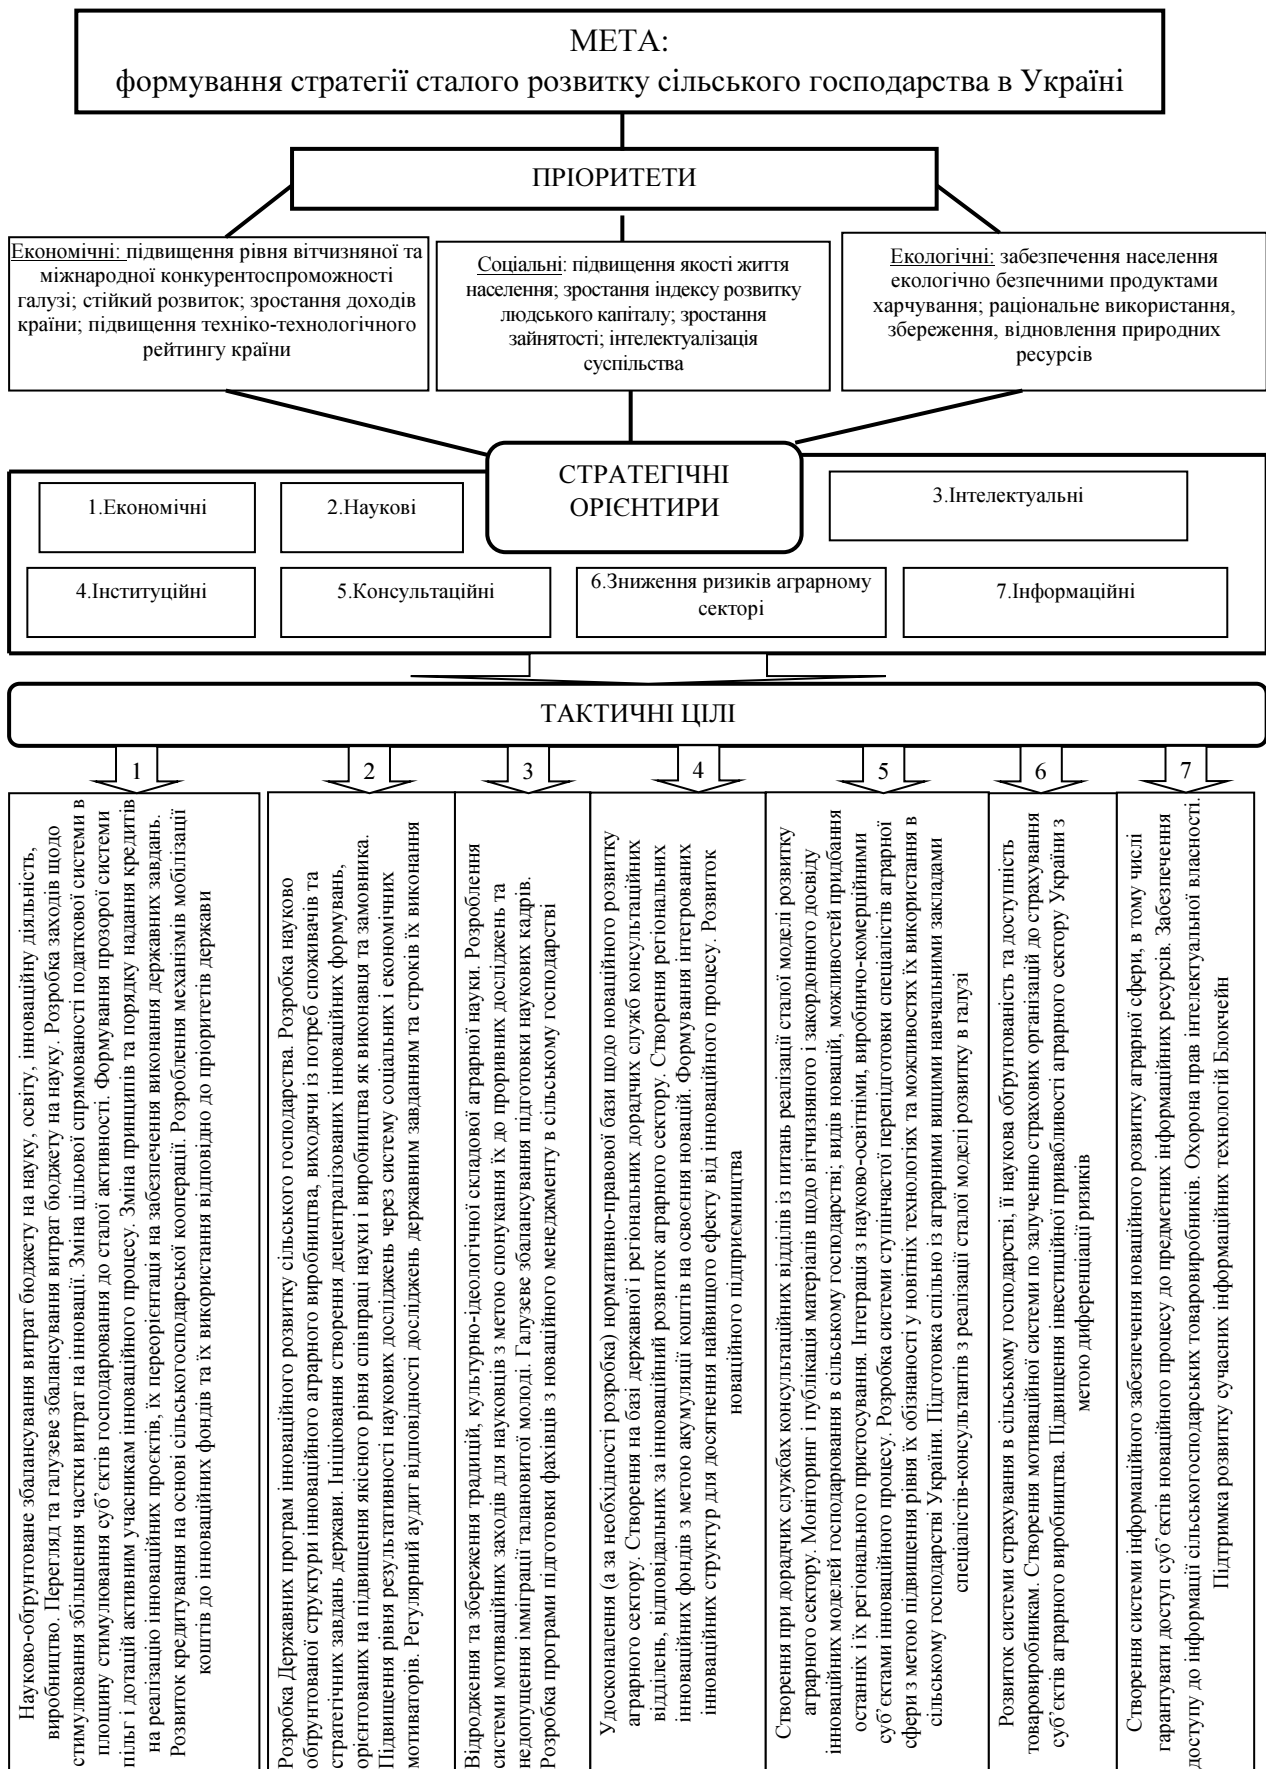 МЕТА:
формування стратегії сталого розвитку сільського господарства в Україні
ПРІОРИТЕТИ
Економічні: підвищення рівня вітчизняної та
міжнародної конкурентоспроможності
галузі; стійкий розвиток; зростання доходів
країни; підвищення техніко-технологічного
рейтингу країни
Соціальні: підвищення якості життя
населення; зростання індексу розвитку
людського капіталу; зростання
зайнятості; інтелектуалізація
суспільства
Екологічні: забезпечення населення
екологічно безпечними продуктами
харчування; раціональне використання,
збереження, відновлення природних
ресурсів
СТРАТЕГІЧНІ
ОРІЄНТИРИ
1.Економічні
2.Наукові
3.Інтелектуальні
4.Інституційні
5.Консультаційні
6.Зниження ризиків аграрному
секторі
7.Інформаційні
ТАКТИЧНІ ЦІЛІ
1
2
3
4
5
6
7
Науково-обґрунтоване збалансування витрат бюджету на науку, освіту, інноваційну діяльність,
виробництво. Перегляд та галузеве збалансування витрат бюджету на науку. Розробка заходів щодо
стимулювання збільшення частки витрат на інновації. Зміна цільової спрямованості податкової системи в
площину стимулювання суб'єктів господарювання до сталої активності. Формування прозорої системи
пільг і дотацій активним учасникам інноваційного процесу. Зміна принципів та порядку надання кредитів
на реалізацію інноваційних проєктів, їх переорієнтація на забезпечення виконання державних завдань.
Розвиток кредитування на основі сільськогосподарської кооперації. Розроблення механізмів мобілізації
коштів до інноваційних фондів та їх використання відповідно до пріоритетів держави
Розробка Державних програм інноваційного розвитку сільського господарства. Розробка науково
обґрунтованої структури інноваційного аграрного виробництва, виходячи із потреб споживачів та
стратегічних завдань держави. Ініціювання створення децентралізованих інноваційних формувань,
орієнтованих на підвищення якісного рівня співпраці науки і виробництва як виконавця та замовника.
Підвищення рівня результативності наукових досліджень через систему соціальних і економічних
мотиваторів. Регулярний аудит відповідності досліджень державним завданням та строків їх виконання
Відродження та збереження традицій, культурно-ідеологічної складової аграрної науки. Розроблення
системи мотиваційних заходів для науковців з метою спонукання їх до проривних досліджень та
недопущення імміграції талановитої молоді. Галузеве збалансування підготовки наукових кадрів.
Розробка програми підготовки фахівців з новаційного менеджменту в сільському господарстві
Удосконалення (а за необхідності розробка) нормативно-правової бази щодо новаційного розвитку
аграрного сектору. Створення на базі державної і регіональних дорадчих служб консультаційних
відділень, відповідальних за інноваційний розвиток аграрного сектору. Створення регіональних
інноваційних фондів з метою акумуляції коштів на освоєння новацій. Формування інтегрованих
інноваційних структур для досягнення найвищого ефекту від інноваційного процесу. Розвиток
новаційного підприємництва
Створення при дорадчих службах консультаційних відділів із питань реалізації сталої моделі розвитку
аграрного сектору. Моніторинг і публікація матеріалів щодо вітчизняного і закордонного досвіду
інноваційних моделей господарювання в сільському господарстві; видів новацій, можливостей придбання
останніх і їх регіонального пристосування. Інтеграція з науково-освітніми, виробничо-комерційними
суб'єктами інноваційного процесу. Розробка системи ступінчастої перепідготовки спеціалістів аграрної
сфери з метою підвищення рівня їх обізнаності у новітніх технологіях та можливостях їх використання в
сільському господарстві України. Підготовка спільно із аграрними вищими навчальними закладами
спеціалістів-консультантів з реалізації сталої моделі розвитку в галузі
Розвиток системи страхування в сільському господарстві, її наукова обґрунтованість та доступність
товаровиробникам. Створення мотиваційної системи по залученню страхових організацій до страхування
суб'єктів аграрного виробництва. Підвищення інвестиційної привабливості аграрного сектору України з
метою диференціації ризиків
Створення системи інформаційного забезпечення новаційного розвитку аграрної сфери, в тому числі
гарантувати доступ суб'єктів новаційного процесу до предметних інформаційних ресурсів. Забезпечення
доступу до інформації сільськогосподарських товаровиробників. Охорона прав інтелектуальної власності.
Підтримка розвитку сучасних інформаційних технологій Блокчейн